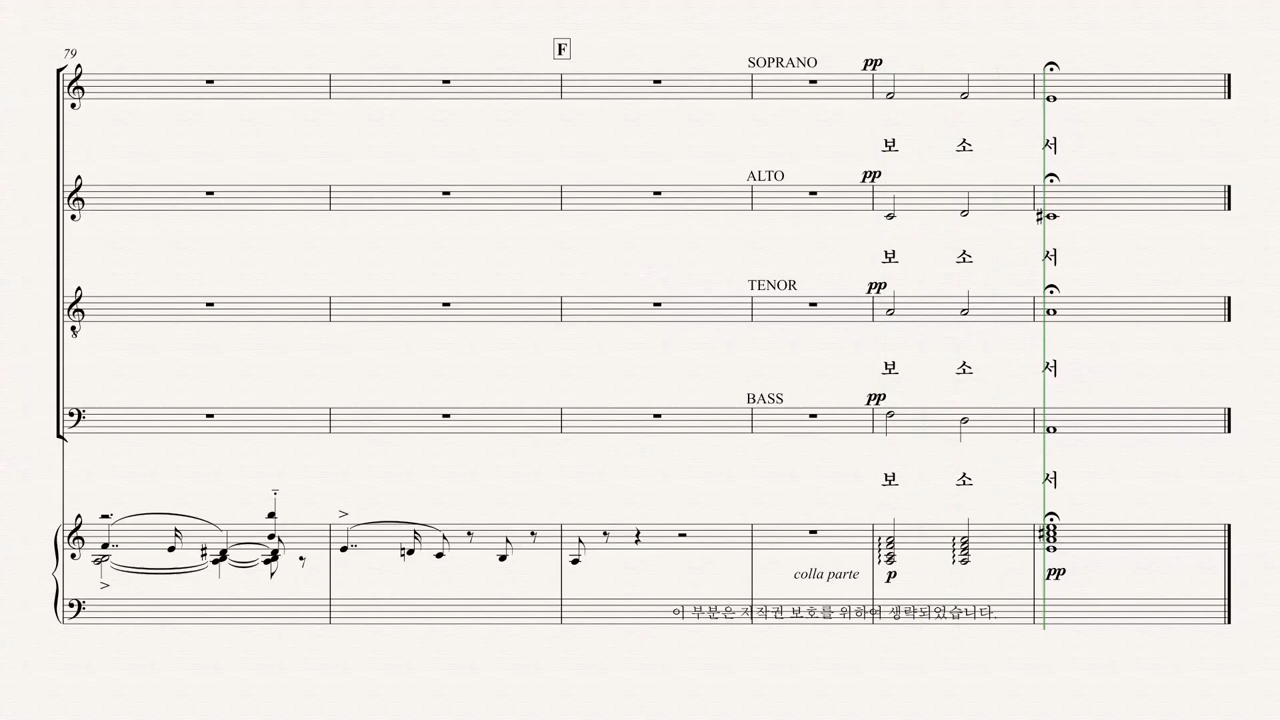 79
F
SOPRANO pp
보 소 서
ALTO pp
보 소 서
TENOR pp
보 소 서
BASS pp
보 소 서
colla parte p pp
이 부분은 저작권 보호를 위하여 생략되었습니다.